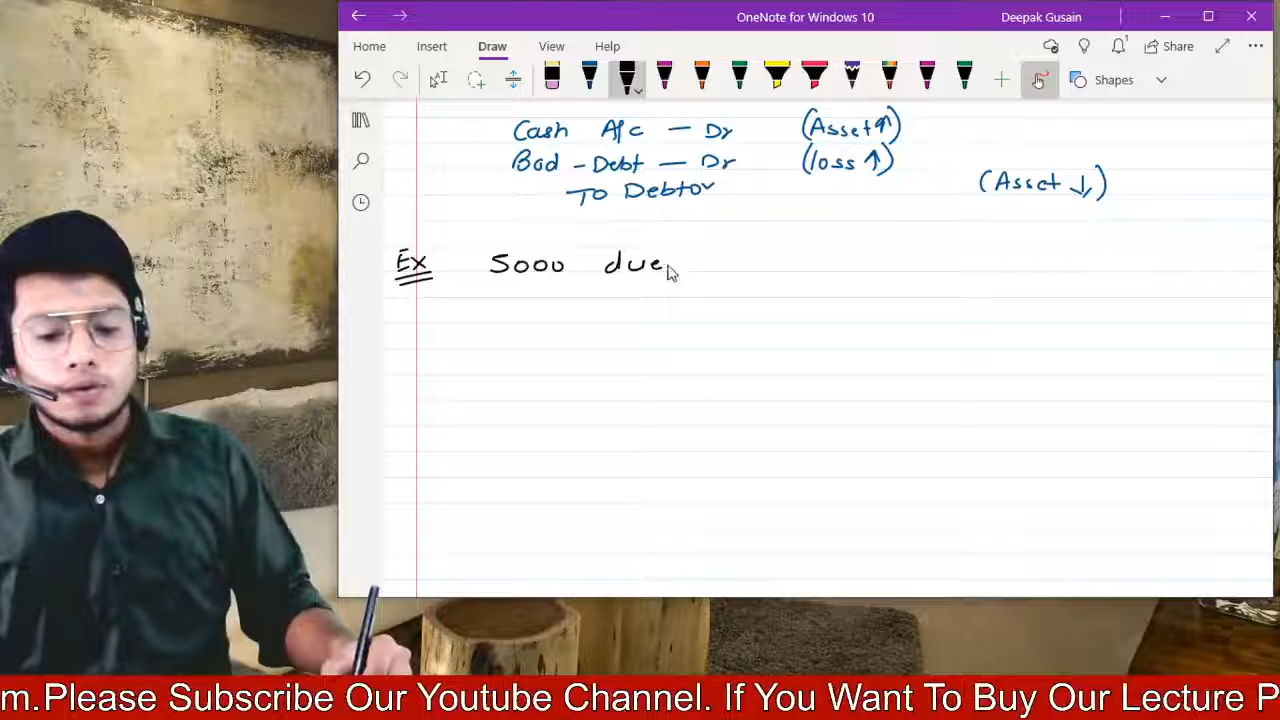 OneNote for Windows 10
Deepak Gusain
Home Insert Draw View Help
1
Share
Shapes
Cash A/c — Dr (Asset ↑)
Bad - Debt — Dr (loss ↑)
To Debtor (Asset ↓)
Ex 5000 due
m.Please Subscribe Our Youtube Channel. If You Want To Buy Our Lecture P